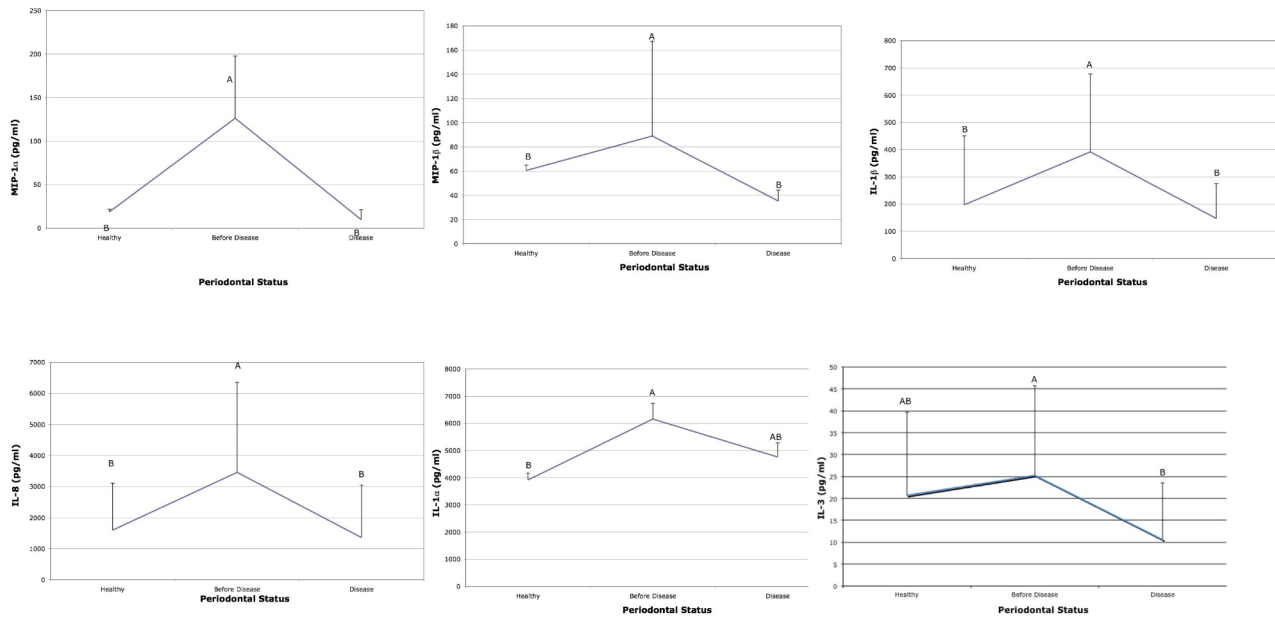 250
200
150
100
50
0
MIP-1α (pg/ml)
A
B
B
Healthy
Before Disease
Disease
Periodontal Status
180
160
140
120
100
80
60
40
20
0
MIP-1β (pg/ml)
B
A
B
Healthy
Before Disease
Disease
Periodontal Status
800
700
600
500
400
300
200
100
0
IL-1β (pg/ml)
B
A
B
Healthy
Before Disease
Disease
Periodontal Status
7000
6000
5000
4000
3000
2000
1000
0
IL-8 (pg/ml)
B
A
B
Healthy
Before Disease
Disease
Periodontal Status
8000
7000
6000
5000
4000
3000
2000
1000
0
IL-1α (pg/ml)
B
A
AB
Healthy
Before Disease
Disease
Periodontal Status
50
45
40
35
30
25
20
15
10
5
0
IL-3 (pg/ml)
AB
A
B
Healthy
Before Disease
Disease
Periodontal Status